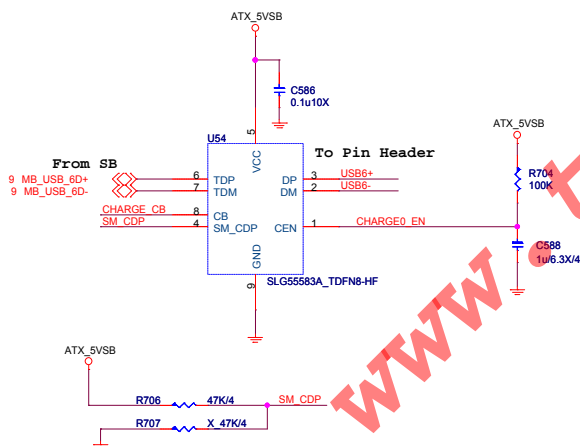 ATX_5VSB
C586
0.1u10X
U54
ATX_5VSB
From SB
To Pin Header
5
VCC
9 MB_USB_6D+
6
TDP
DP
3
USB6+
9 MB_USB_6D-
7
TDM
DM
2
USB6-
R704
100K
CHARGE_CB
8
CB
SM_CDP
4
SM_CDP
CEN
1
CHARGE0_EN
GND
C588
1u/6.3X/4
9
SLG55583A_TDFN8-HF
www.
ATX_5VSB
R706
47K/4
SM_CDP
R707
X_47K/4